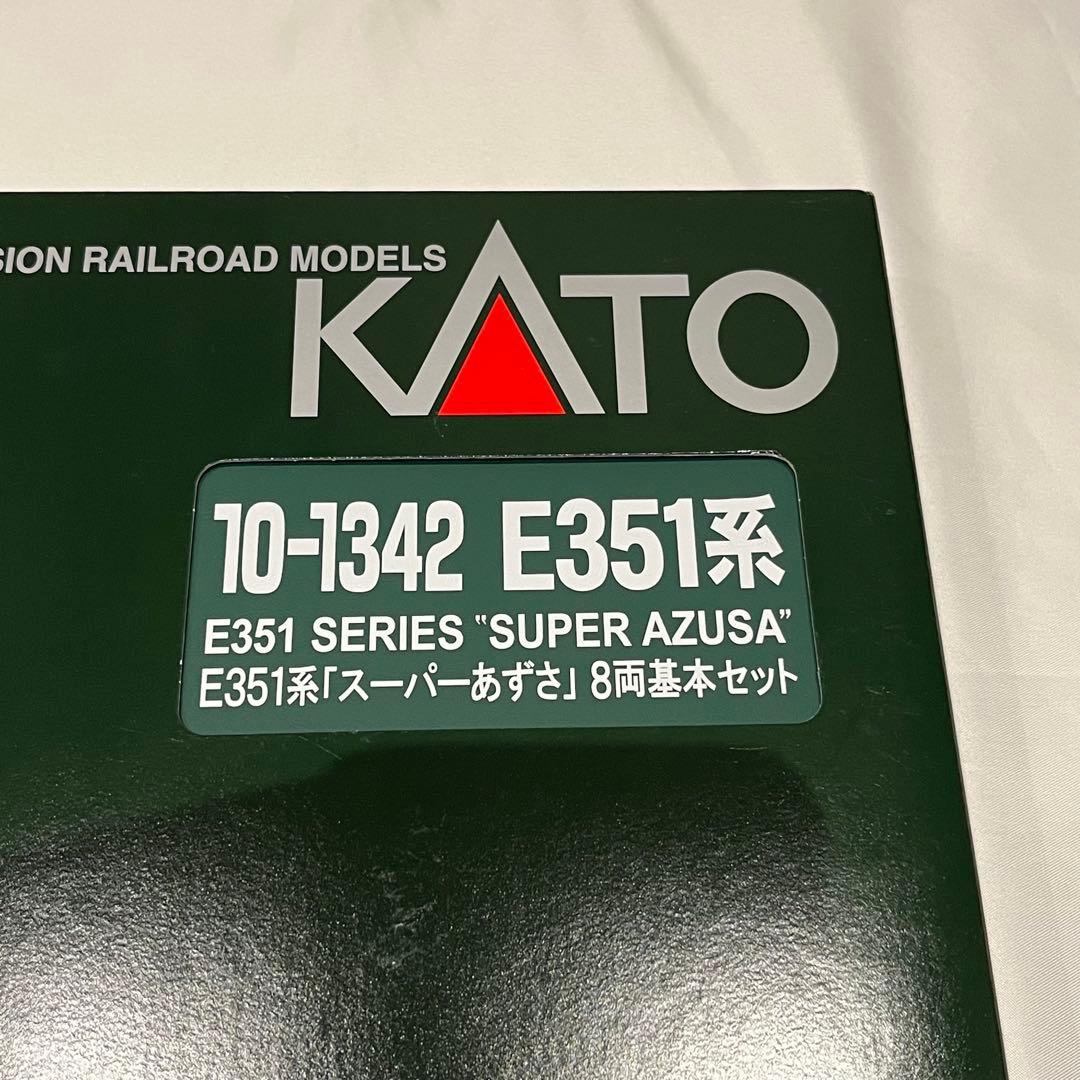 RAILROAD MODELS
KATO
10-1342 E351系
E351 SERIES “SUPER AZUSA”
E351系「スーパーあずさ」8両基本セット